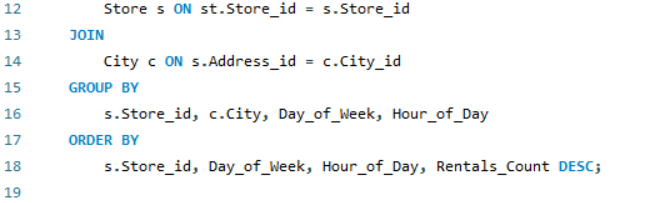 12 Store s ON st.Store_id = s.Store_id
13 JOIN
14 City c ON s.Address_id = c.City_id
15 GROUP BY
16 s.Store_id, c.City, Day_of_Week, Hour_of_Day
17 ORDER BY
18 s.Store_id, Day_of_Week, Hour_of_Day, Rentals_Count DESC;
19